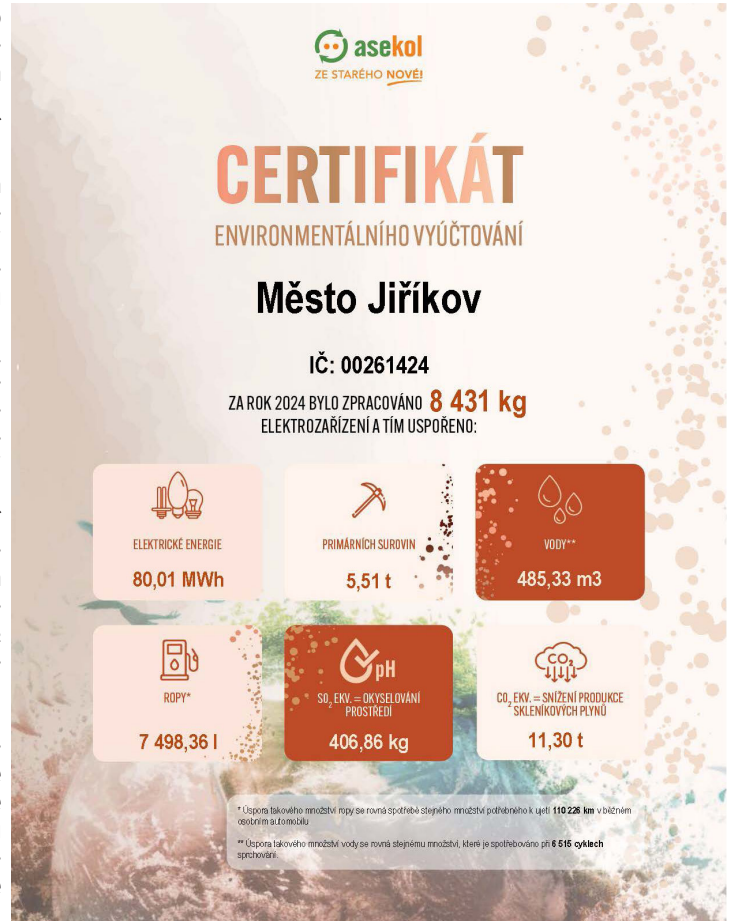 asekol
ZE STARÉHO NOVÉ!
CERTIFIKÁT
ENVIRONMENTÁLNÍHO VYÚČTOVÁNÍ
Město Jiříkov
IČ: 00261424
ZA ROK 2024 BYLO ZPRACOVÁNO 8 431 kg
ELEKTROZAŘÍZENÍ A TÍM USPOŘENO:
ELEKTRICKÉ ENERGIE
80,01 MWh
PRIMÁRNÍCH SUROVIN
5,51 t
VODY**
485,33 m3
ROPY*
7 498,36 l
pH
SO2 EKV. = OKYSELOVÁNÍ
PROSTŘEDÍ
406,86 kg
CO2
CO2 EKV. = SNÍŽENÍ PRODUKCE
SKLENÍKOVÝCH PLYNŮ
11,30 t
* Úspora takového množství ropy se rovná spotřebě stejného množství potřebného k ujetí 110 226 km v běžném
osobním automobilu
** Úspora takového množství vody se rovná stejnému množství, které je spotřebováno při 6 515 cyklech
sprchování.